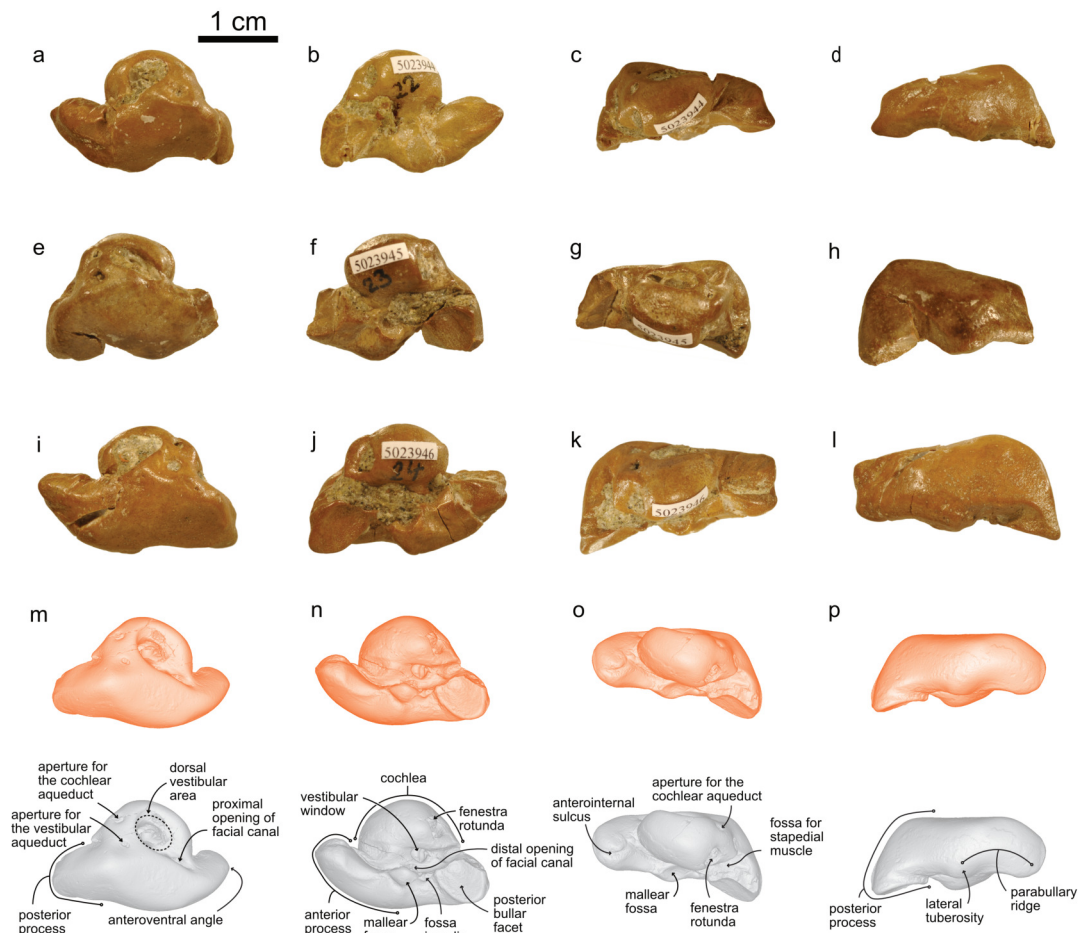 1 cm
a
b
c
d
5023944
22
5023944
e
f
g
h
5023945
23
i
j
k
l
5023946
24
5023946
m
n
o
p
aperture for
the cochlear
aqueduct
dorsal
vestibular
area
aperture for
the vestibular
aqueduct
proximal
opening of
facial canal
posterior
process
anteroventral angle
cochlea
vestibular
window
fenestra
rotunda
distal opening
of facial canal
anterior
process
mallear
fossa
posterior
bullar
facet
aperture for the
cochlear aqueduct
anterointernal
sulcus
fossa for
stapedial
muscle
mallear
fossa
fenestra
rotunda
posterior
process
lateral
tuberosity
parabullary
ridge